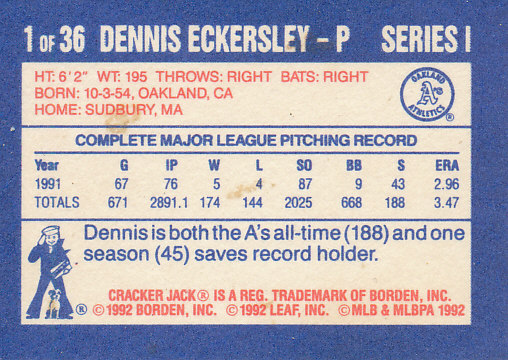 1 OF 36 DENNIS ECKERSLEY – P SERIES I
HT: 6'2" WT: 195 THROWS: RIGHT BATS: RIGHT
BORN: 10-3-54, OAKLAND, CA
HOME: SUDBURY, MA
OAKLAND A's ATHLETICS ®
COMPLETE MAJOR LEAGUE PITCHING RECORD
Year G IP W L SO BB S ERA
1991 67 76 5 4 87 9 43 2.96
TOTALS 671 2891.1 174 144 2025 668 188 3.47
Dennis is both the A's all-time (188) and one
season (45) saves record holder.
CRACKER JACK® IS A REG. TRADEMARK OF BORDEN, INC.
® ©1992 BORDEN, INC. ©1992 LEAF, INC. ©MLB & MLBPA 1992